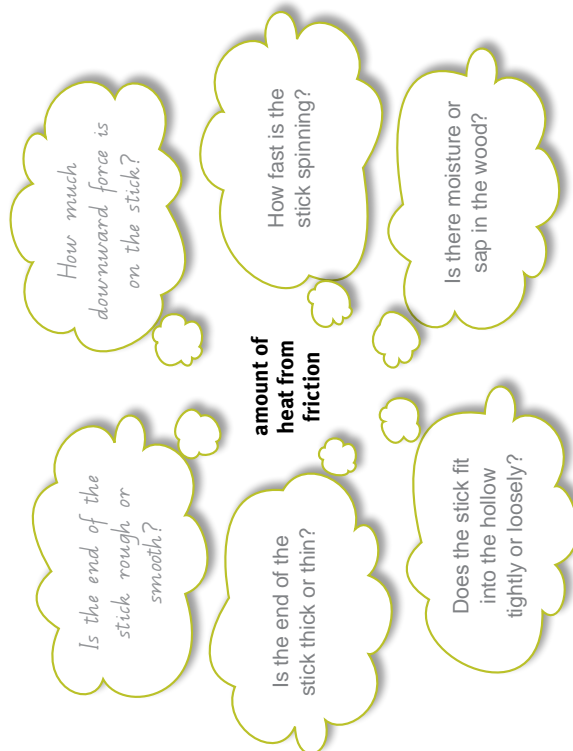 Is the end of the
stick rough or
smooth?
How much
downward force is
on the stick?
Is the end of the
stick thick or thin?
amount of
heat from
friction
How fast is the
stick spinning?
Does the stick fit
into the hollow
tightly or loosely?
Is there moisture or
sap in the wood?